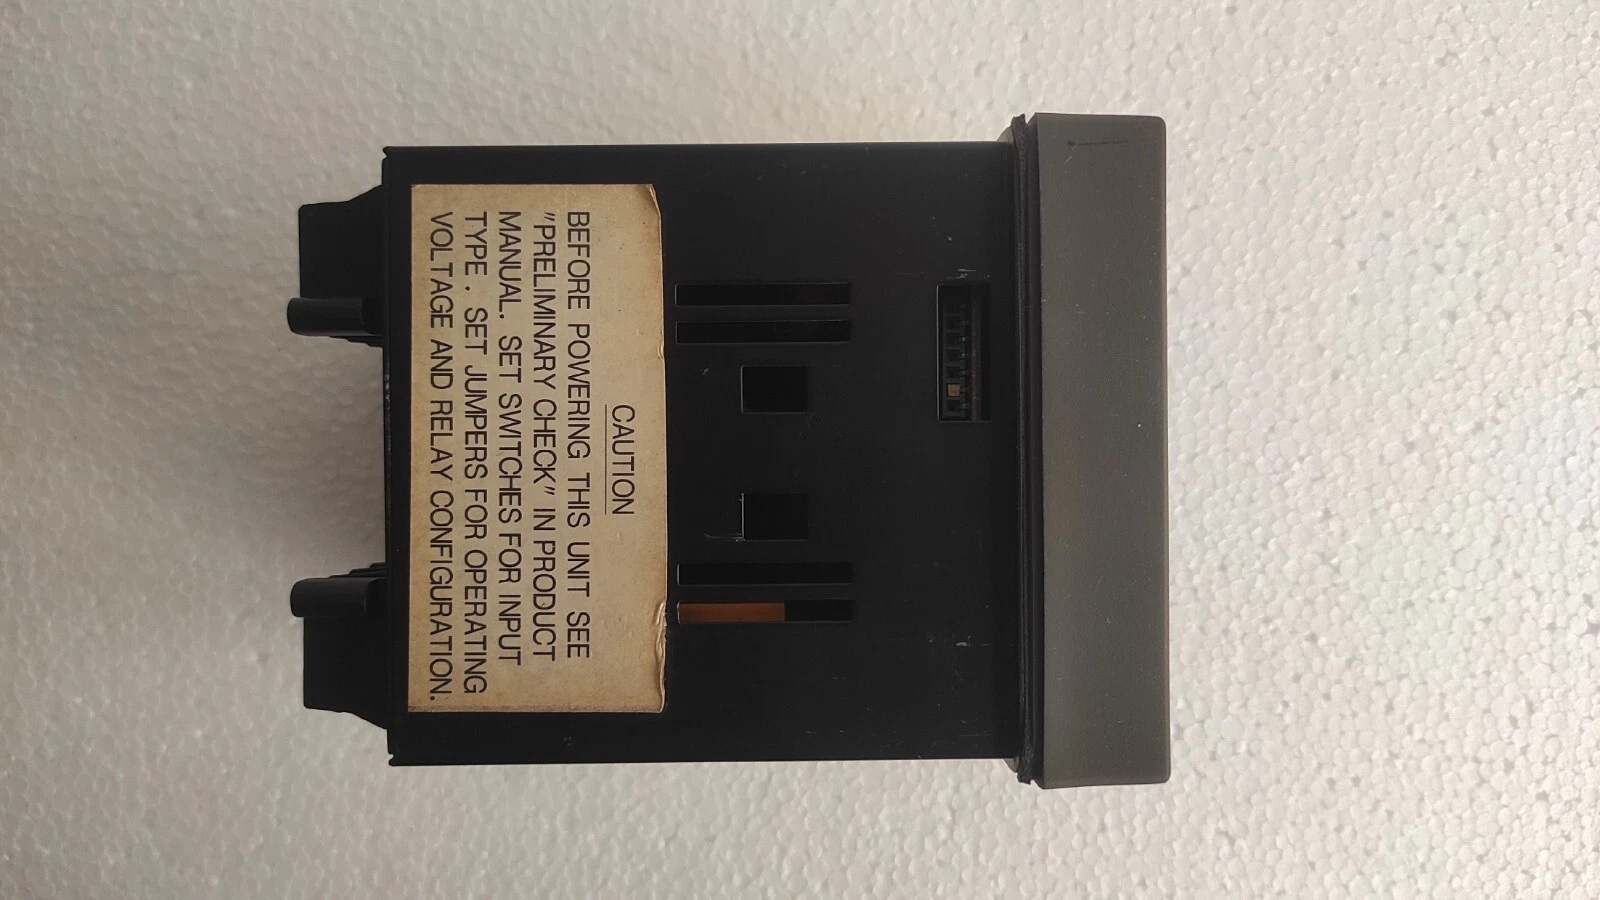 CAUTION
BEFORE POWERING THIS UNIT SEE
"PRELIMINARY CHECK" IN PRODUCT
MANUAL. SET SWITCHES FOR INPUT
TYPE . SET JUMPERS FOR OPERATING
VOLTAGE AND RELAY CONFIGURATION.